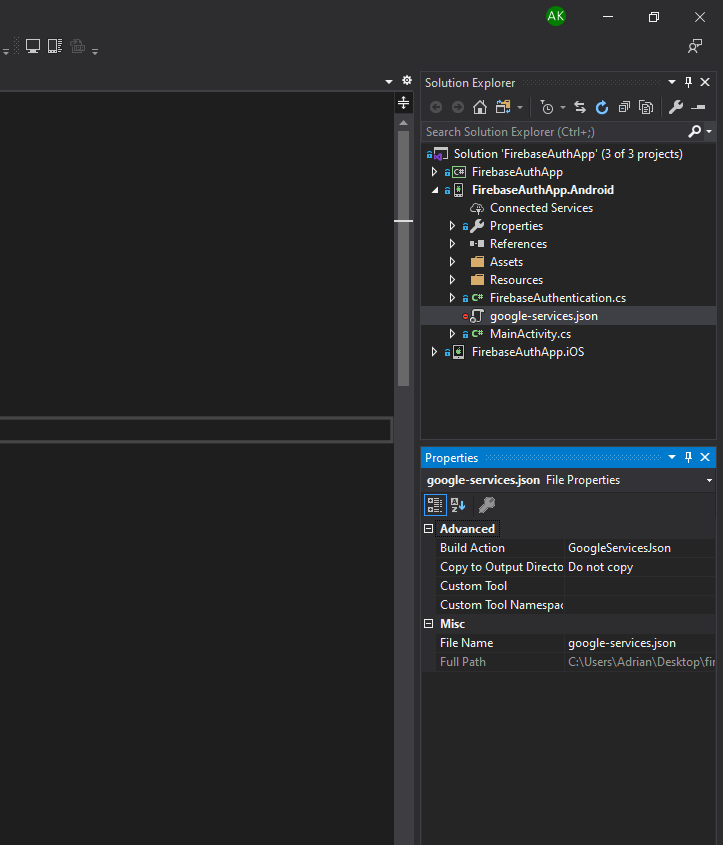 AK
Solution Explorer
Search Solution Explorer (Ctrl+;)
Solution 'FirebaseAuthApp' (3 of 3 projects)
C# FirebaseAuthApp
FirebaseAuthApp.Android
Connected Services
Properties
References
Assets
Resources
C# FirebaseAuthentication.cs
google-services.json
C# MainActivity.cs
FirebaseAuthApp.iOS
Properties
google-services.json File Properties
Advanced
Build Action GoogleServicesJson
Copy to Output Directo Do not copy
Custom Tool
Custom Tool Namespac
Misc
File Name google-services.json
Full Path C:\Users\Adrian\Desktop\fir